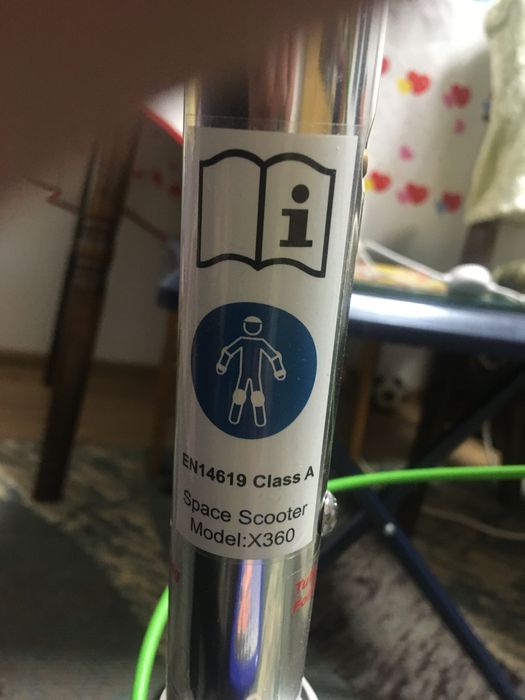 i
EN14619 Class A
Space Scooter
Model:X360